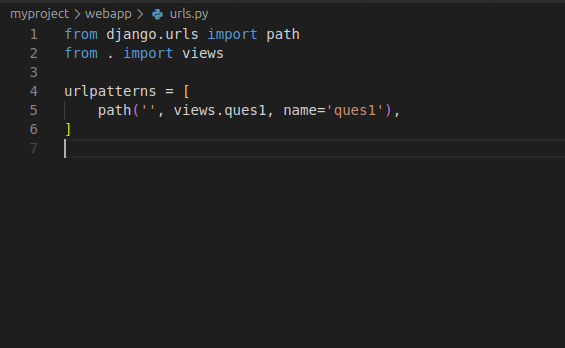 myproject > webapp > urls.py
1 from django.urls import path
2 from . import views
3
4 urlpatterns = [
5     path('', views.ques1, name='ques1'),
6 ]
7